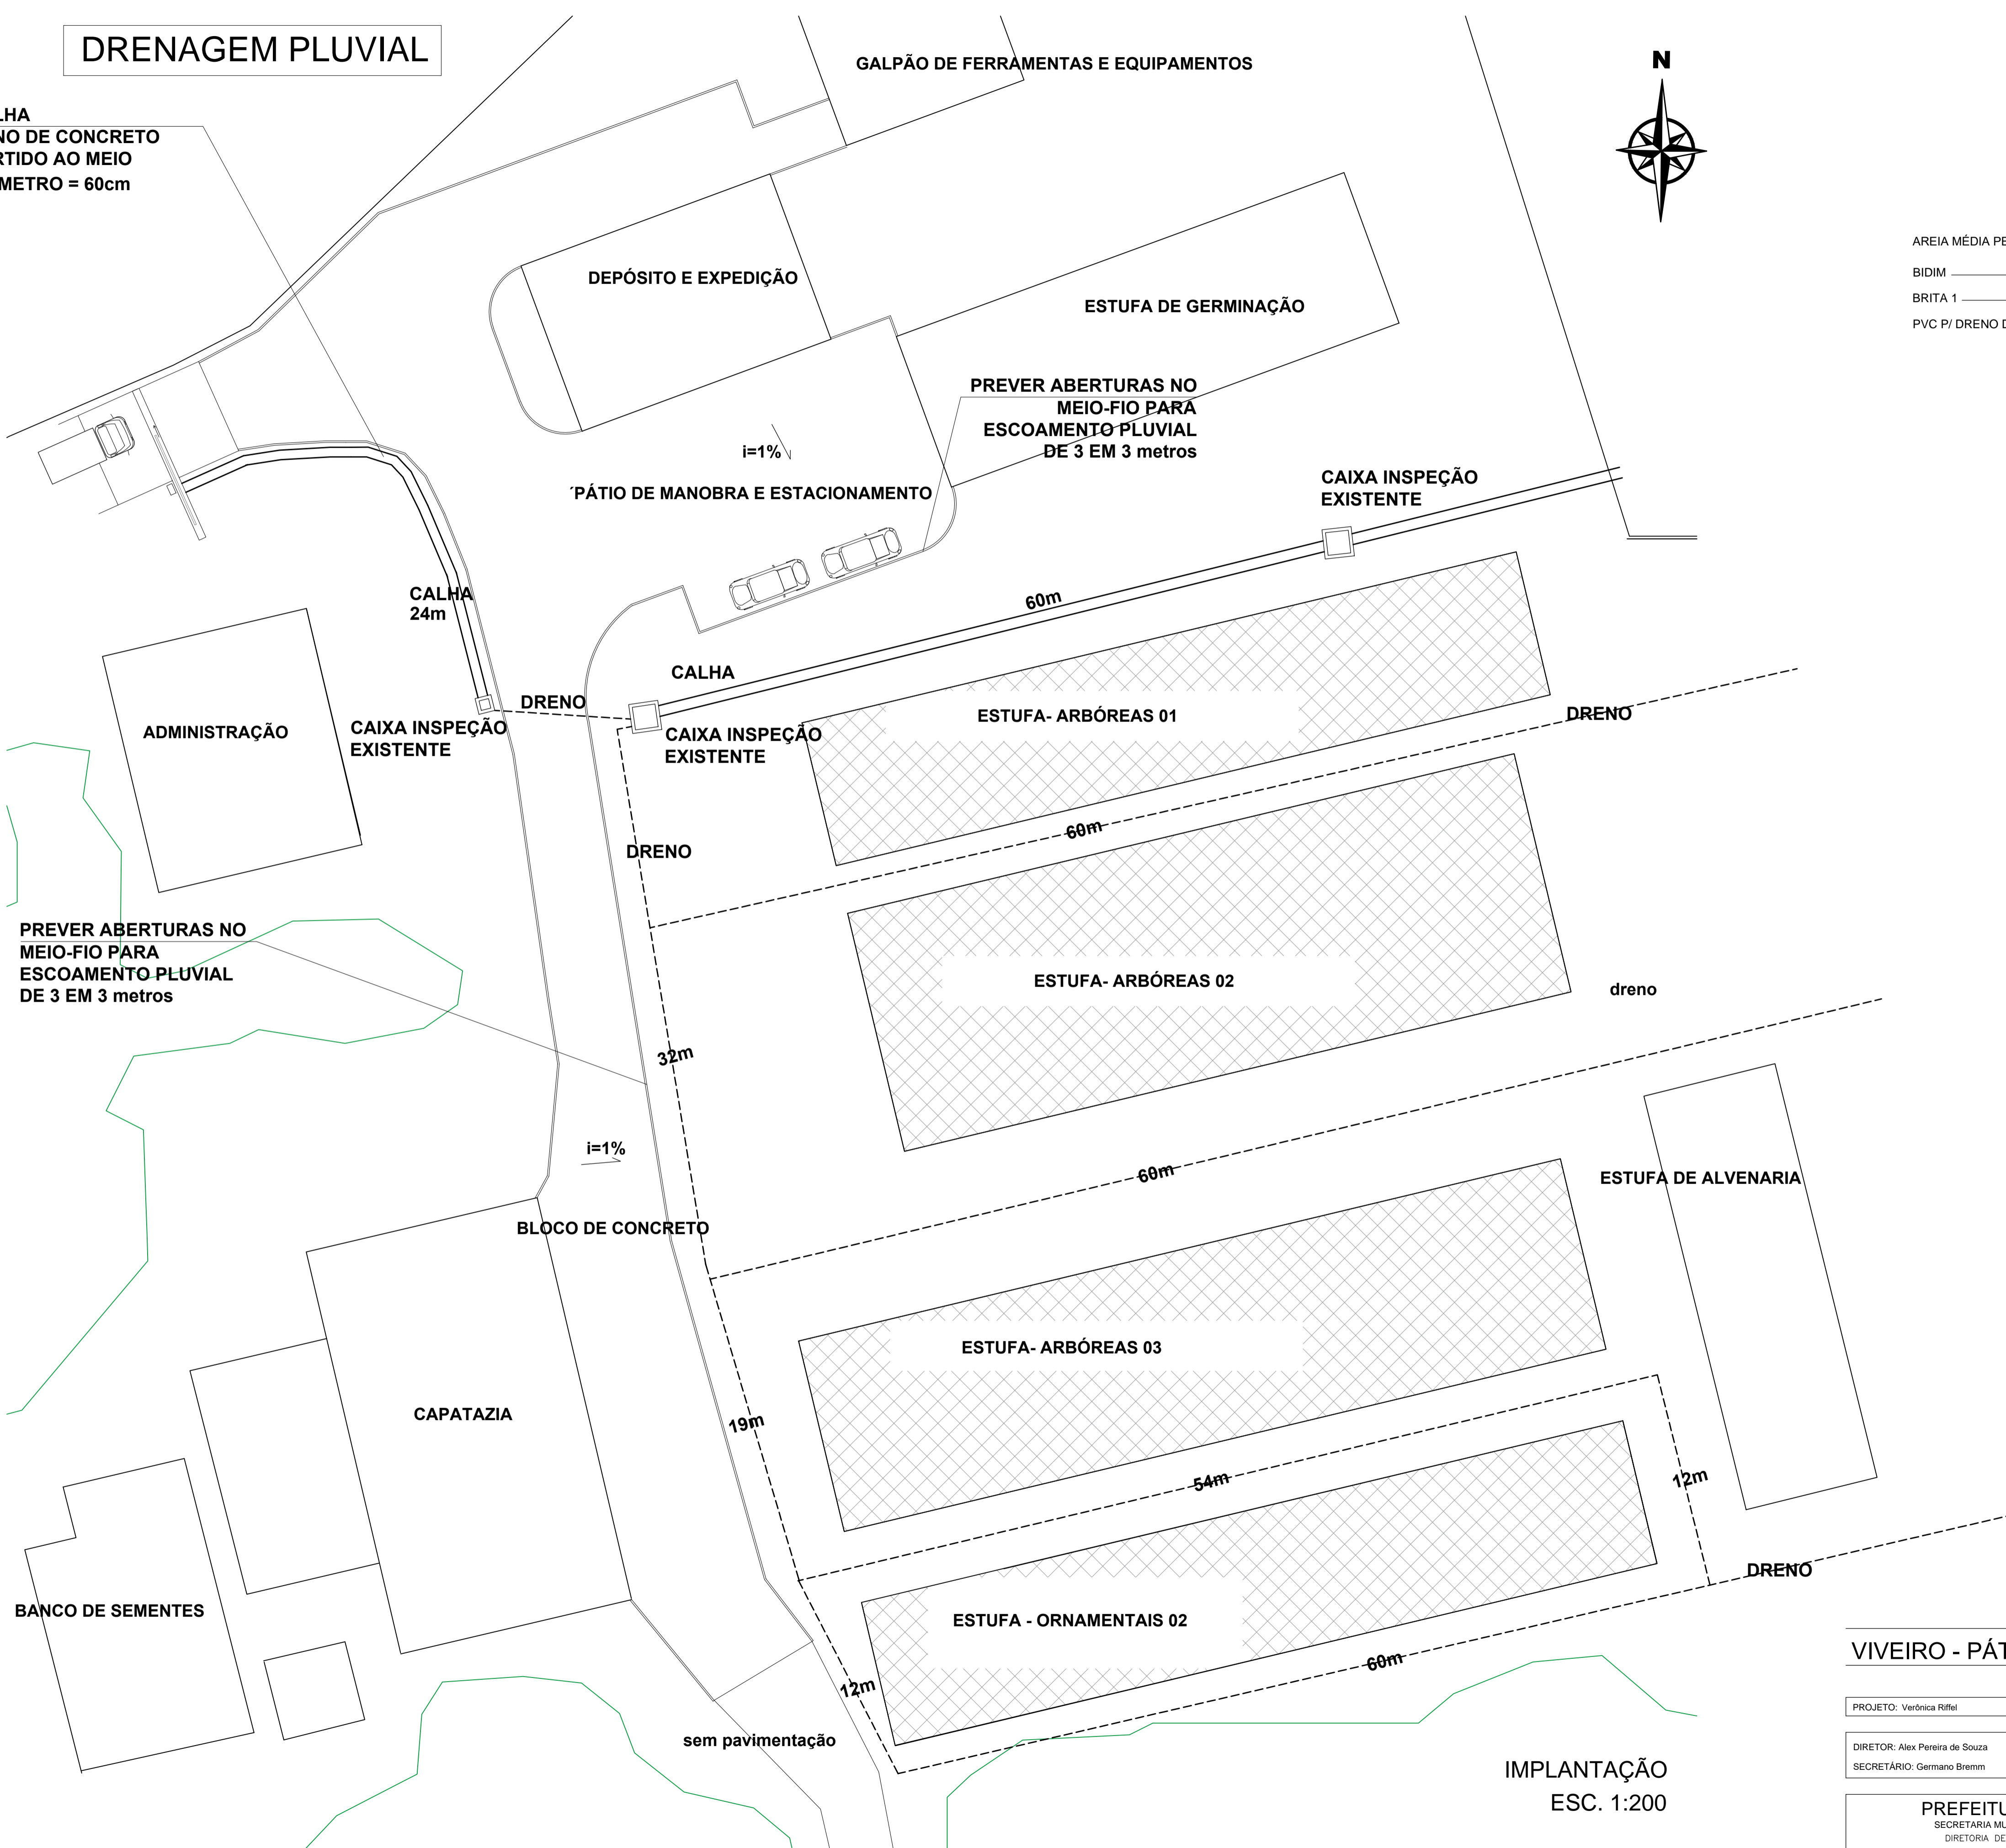 DRENAGEM PLUVIAL
LHA
NO DE CONCRETO
RTIDO AO MEIO
METRO = 60cm
GALPÃO DE FERRAMENTAS E EQUIPAMENTOS
N
AREIA MÉDIA PE
BIDIM
BRITA 1
PVC P/ DRENO D
DEPÓSITO E EXPEDIÇÃO
ESTUFA DE GERMINAÇÃO
PREVER ABERTURAS NO
MEIO-FIO PARA
ESCOAMENTO PLUVIAL
DE 3 EM 3 metros
i=1%
´PÁTIO DE MANOBRA E ESTACIONAMENTO
CAIXA INSPEÇÃO
EXISTENTE
CALHA
24m
60m
CALHA
DRENO
ADMINISTRAÇÃO
CAIXA INSPEÇÃO
EXISTENTE
CAIXA INSPEÇÃO
EXISTENTE
ESTUFA- ARBÓREAS 01
DRENO
60m
DRENO
PREVER ABERTURAS NO
MEIO-FIO PARA
ESCOAMENTO PLUVIAL
DE 3 EM 3 metros
ESTUFA- ARBÓREAS 02
dreno
32m
i=1%
60m
ESTUFA DE ALVENARIA
BLOCO DE CONCRETO
ESTUFA- ARBÓREAS 03
CAPATAZIA
19m
54m
12m
DRENO
BANCO DE SEMENTES
ESTUFA - ORNAMENTAIS 02
60m
12m
sem pavimentação
IMPLANTAÇÃO
ESC. 1:200
VIVEIRO - PÁT
PROJETO: Verônica Riffel
DIRETOR: Alex Pereira de Souza
SECRETÁRIO: Germano Bremm
PREFEITU
SECRETARIA MU
DIRETORIA DE